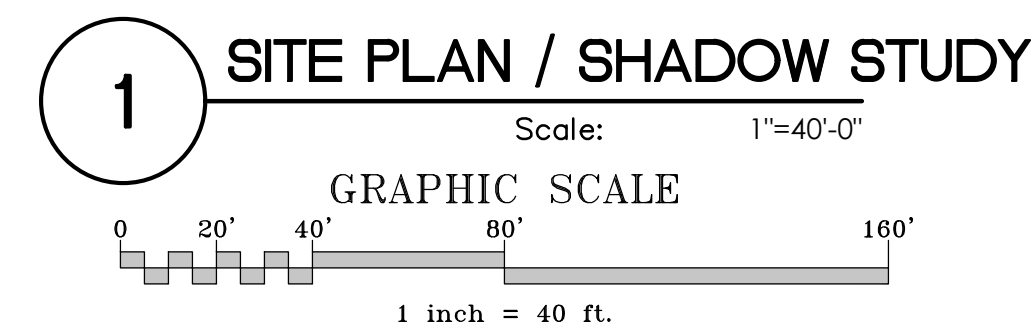 1
SITE PLAN / SHADOW STUDY
Scale: 1"=40'-0"
GRAPHIC SCALE
0 20' 40' 80' 160'
1 inch = 40 ft.